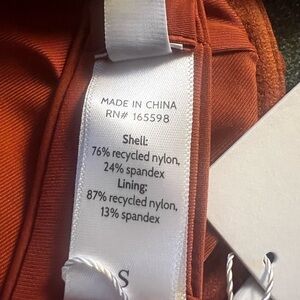 MADE IN CHINA
RN# 165598
Shell:
76% recycled nylon,
24% spandex
Lining:
87% recycled nylon,
13% spandex
S